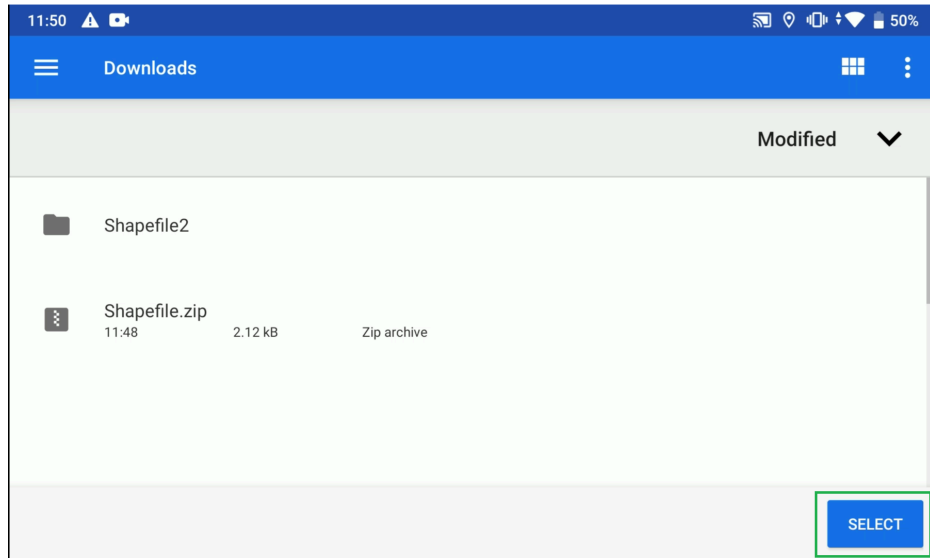 11:50 50%
Downloads
Modified
Shapefile2
Shapefile.zip
11:48 2.12 kB Zip archive
SELECT